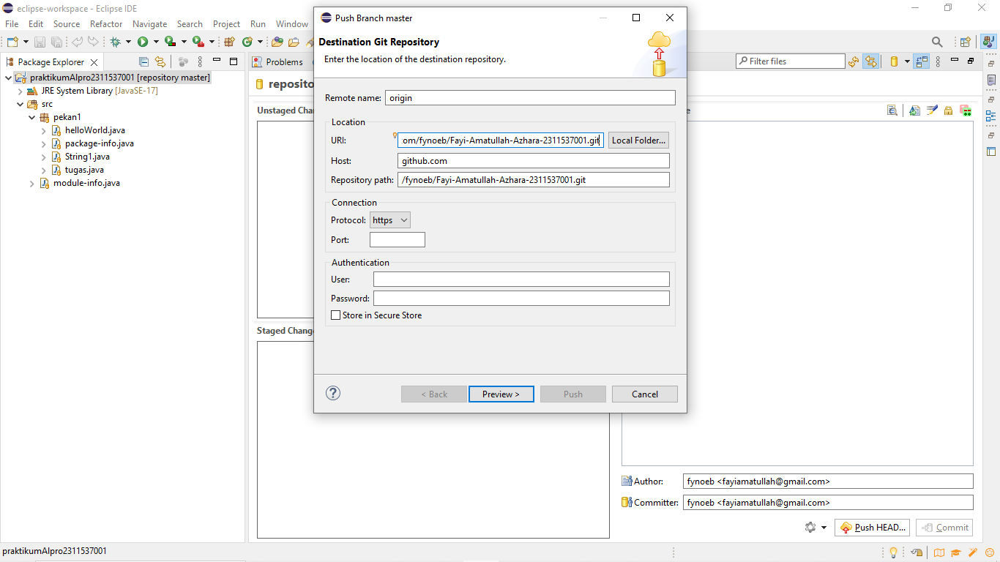 eclipse-workspace - Eclipse IDE
File Edit Source Refactor Navigate Search Project Run Window
Package Explorer
praktikumAlpro2311537001 [repository master]
JRE System Library [JavaSE-17]
src
pekan1
helloWorld.java
package-info.java
String1.java
tugas.java
module-info.java
Problems
Filter files
reposito
Unstaged Chan
Staged Change
Push Branch master
Destination Git Repository
Enter the location of the destination repository.
Remote name: origin
Location
URI: om/fynoeb/Fayi-Amatullah-Azhara-2311537001.git Local Folder...
Host: github.com
Repository path: /fynoeb/Fayi-Amatullah-Azhara-2311537001.git
Connection
Protocol: https
Port:
Authentication
User:
Password:
Store in Secure Store
? < Back Preview > Push Cancel
Author: fynoeb <fayiamatullah@gmail.com>
Committer: fynoeb <fayiamatullah@gmail.com>
Push HEAD... Commit
praktikumAlpro2311537001